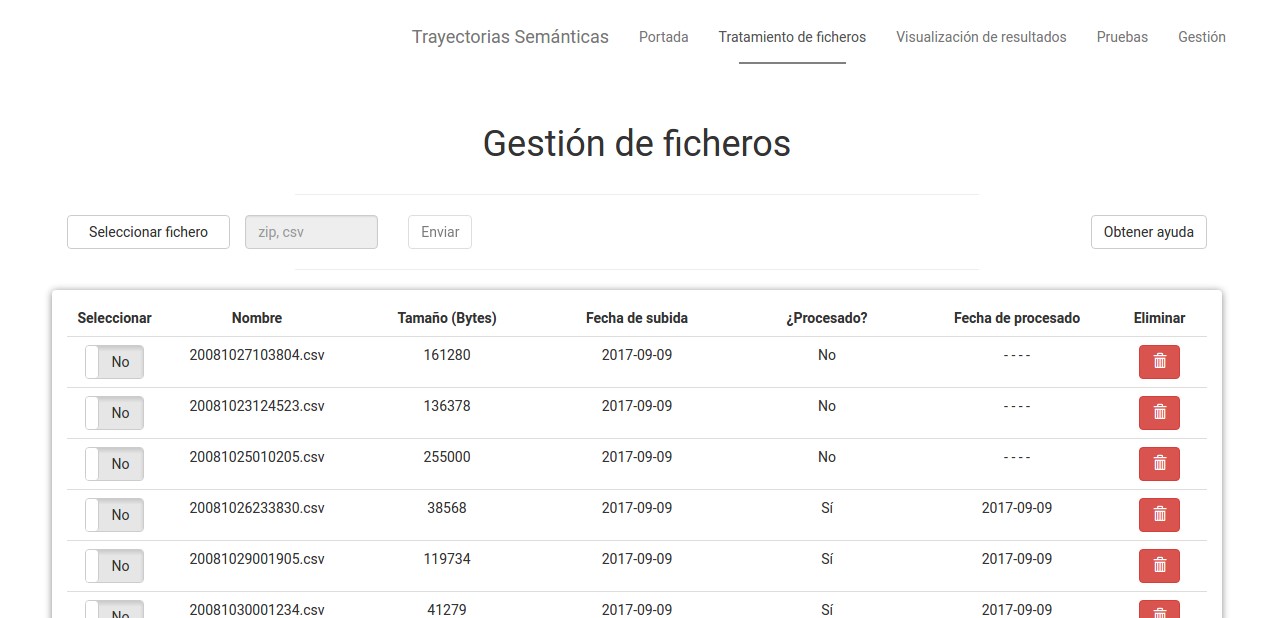 Trayectorias Semánticas Portada Tratamiento de ficheros Visualización de resultados Pruebas Gestión
Gestión de ficheros
Seleccionar fichero zip, csv Enviar Obtener ayuda
Seleccionar Nombre Tamaño (Bytes) Fecha de subida ¿Procesado? Fecha de procesado Eliminar
No 20081027103804.csv 161280 2017-09-09 No - - - -
No 20081023124523.csv 136378 2017-09-09 No - - - -
No 20081025010205.csv 255000 2017-09-09 No - - - -
No 20081026233830.csv 38568 2017-09-09 Sí 2017-09-09
No 20081029001905.csv 119734 2017-09-09 Sí 2017-09-09
No 20081030001234.csv 41279 2017-09-09 Sí 2017-09-09